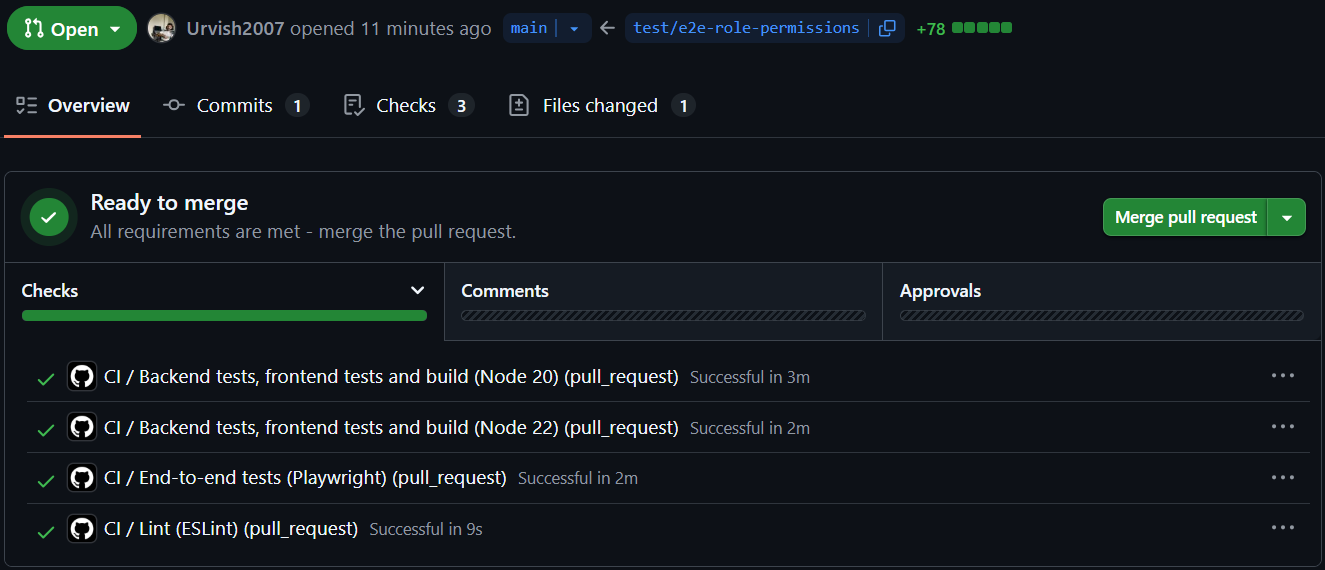 Open Urvish2007 opened 11 minutes ago main test/e2e-role-permissions +78
Overview Commits 1 Checks 3 Files changed 1
Ready to merge
All requirements are met - merge the pull request.
Merge pull request
Checks Comments Approvals
CI / Backend tests, frontend tests and build (Node 20) (pull_request) Successful in 3m
CI / Backend tests, frontend tests and build (Node 22) (pull_request) Successful in 2m
CI / End-to-end tests (Playwright) (pull_request) Successful in 2m
CI / Lint (ESLint) (pull_request) Successful in 9s